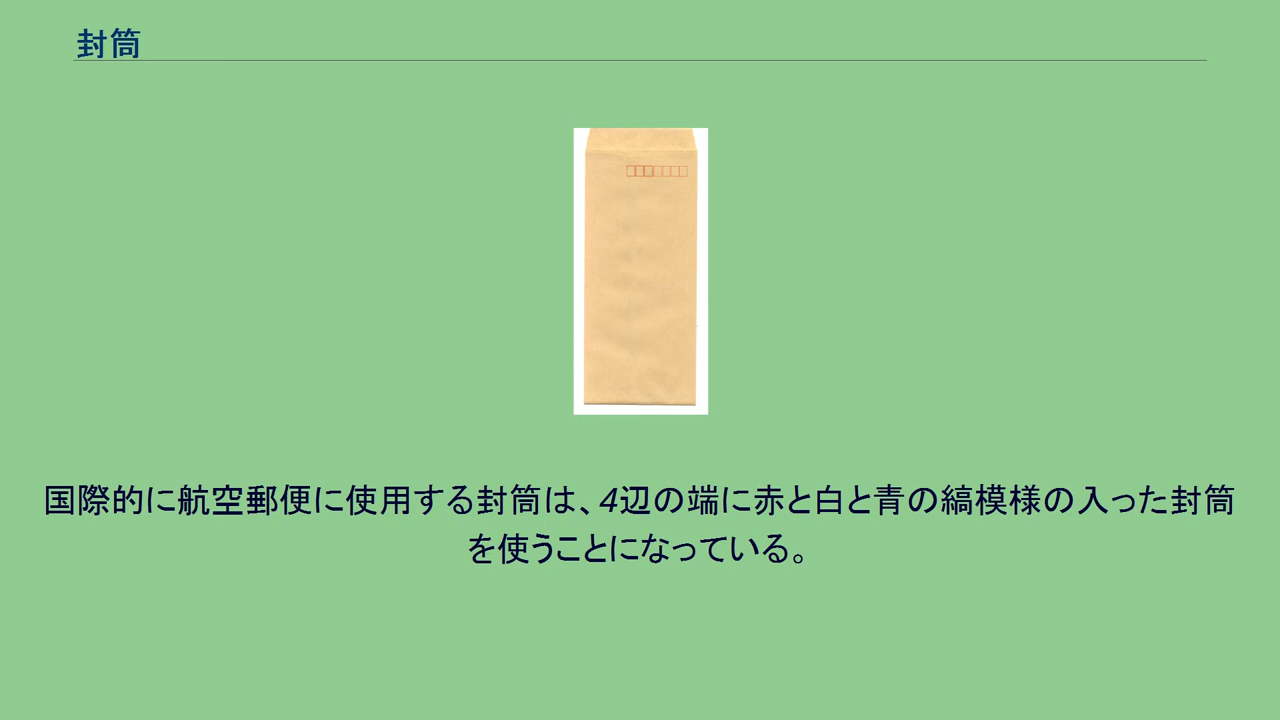 封筒
国際的に航空郵便に使用する封筒は、4辺の端に赤と白と青の縞模様の入った封筒
を使うことになっている。